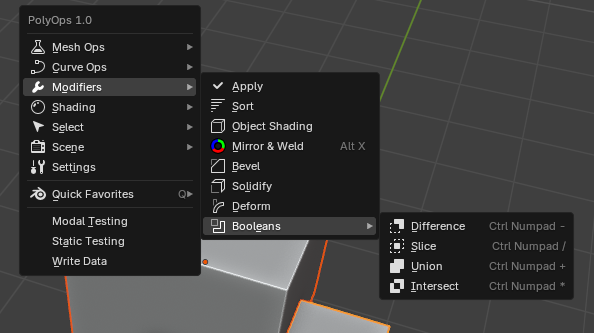 PolyOps 1.0
Mesh Ops
Curve Ops
Modifiers
Shading
Select
Scene
Settings
Quick Favorites Q
Modal Testing
Static Testing
Write Data
Apply
Sort
Object Shading
Mirror & Weld Alt X
Bevel
Solidify
Deform
Booleans
Difference Ctrl Numpad -
Slice Ctrl Numpad /
Union Ctrl Numpad +
Intersect Ctrl Numpad *